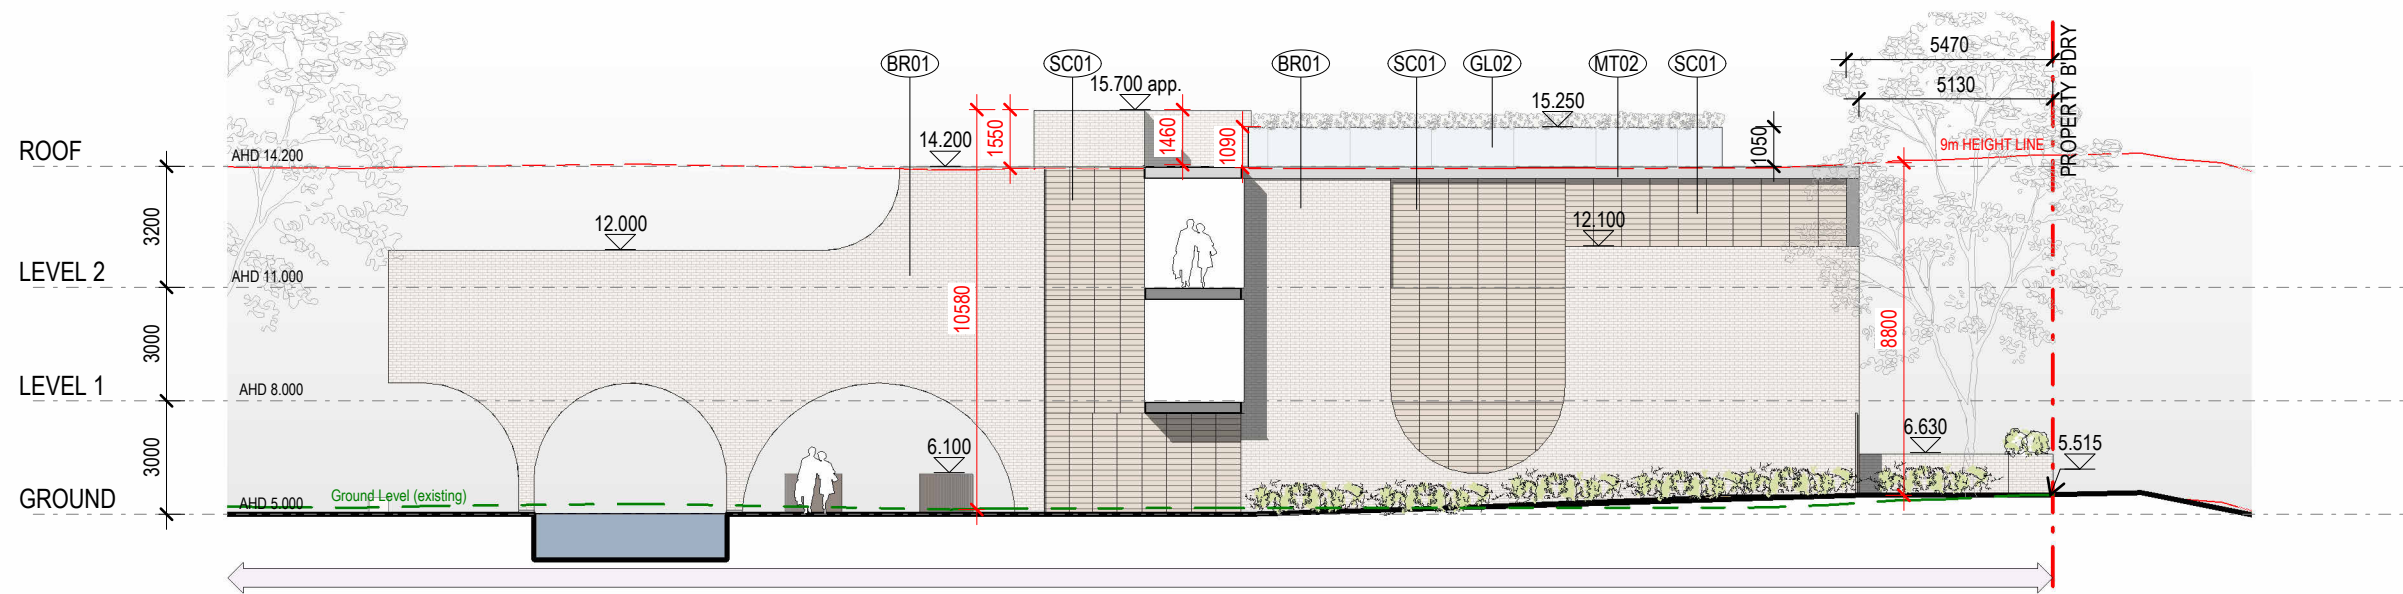 5470
5130
PROPERTY B'DRY
BR01
SC01
BR01
SC01
GL02
MT02
SC01
15.700 app.
15.250
14.200
1550
1460
1090
1050
9m HEIGHT LINE
ROOF
AHD 14.200
3200
12.000
12.100
LEVEL 2
AHD 11.000
10580
3000
8800
LEVEL 1
AHD 8.000
3000
6.100
6.630
5.515
GROUND
AHD 5.000
Ground Level (existing)